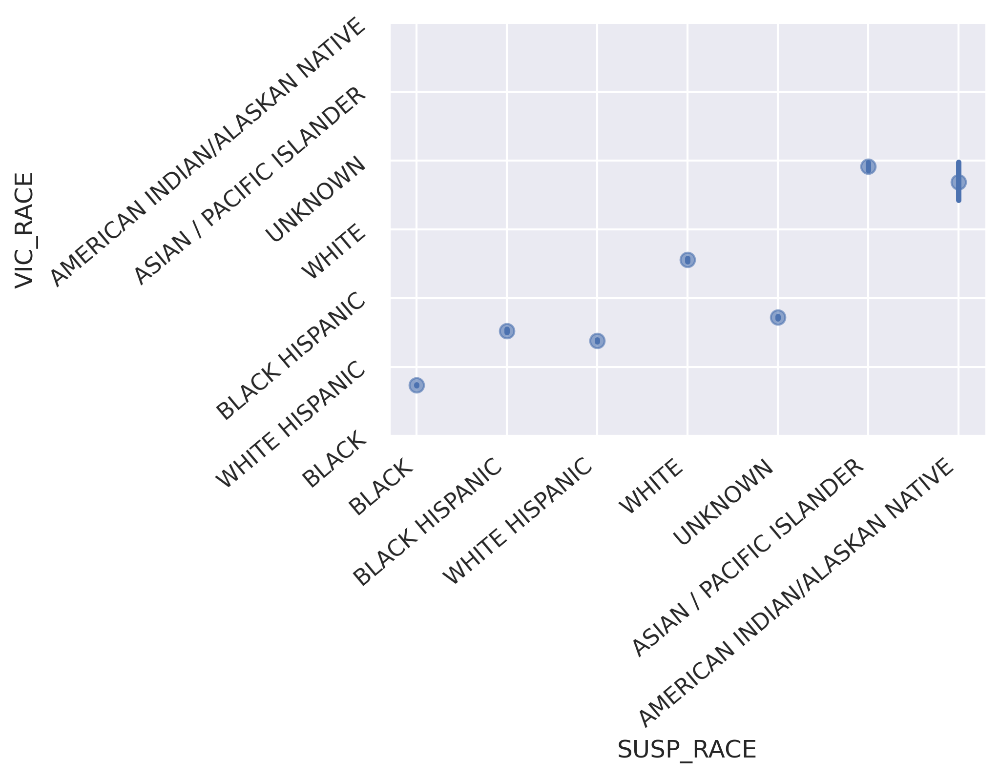 VIC_RACE
AMERICAN INDIAN/ALASKAN NATIVE
ASIAN / PACIFIC ISLANDER
UNKNOWN
WHITE
BLACK HISPANIC
WHITE HISPANIC
BLACK
BLACK
BLACK HISPANIC
WHITE HISPANIC
WHITE
UNKNOWN
ASIAN / PACIFIC ISLANDER
AMERICAN INDIAN/ALASKAN NATIVE
SUSP_RACE